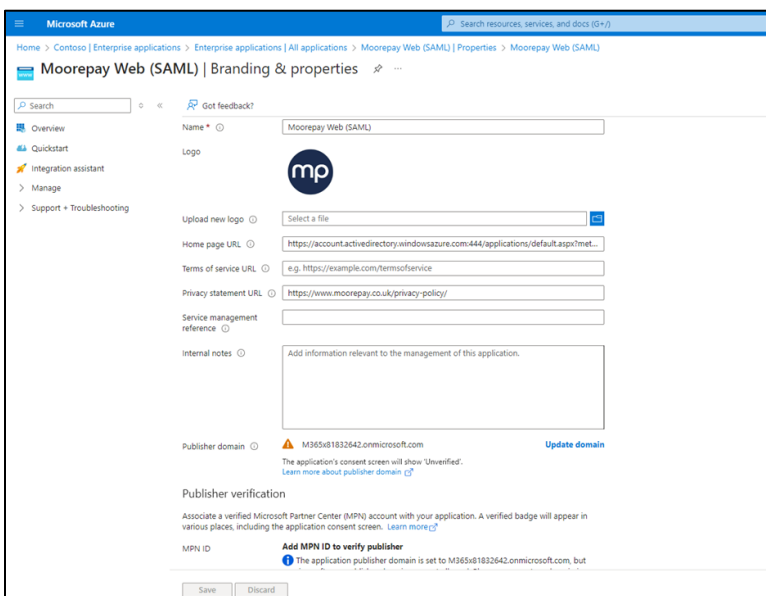 Microsoft Azure
Search resources, services, and docs (G+/)
Home > Contoso | Enterprise applications > Enterprise applications | All applications > Moorepay Web (SAML) | Properties > Moorepay Web (SAML)
Moorepay Web (SAML) | Branding & properties
Search
Got feedback?
Overview
Quickstart
Integration assistant
Manage
Support + Troubleshooting
Name *
Moorepay Web (SAML)
Logo
mp
Upload new logo
Select a file
Home page URL
https://account.activedirectory.windowsazure.com:444/applications/default.aspx?met...
Terms of service URL
e.g. https://example.com/termsofservice
Privacy statement URL
https://www.moorepay.co.uk/privacy-policy/
Service management
reference
Internal notes
Add information relevant to the management of this application.
Publisher domain
M365x81832642.onmicrosoft.com
Update domain
The application's consent screen will show 'Unverified'.
Learn more about publisher domain
Publisher verification
Associate a verified Microsoft Partner Center (MPN) account with your application. A verified badge will appear in
various places, including the application consent screen. Learn more
MPN ID
Add MPN ID to verify publisher
The application publisher domain is set to M365x81832642.onmicrosoft.com, but
Save
Discard